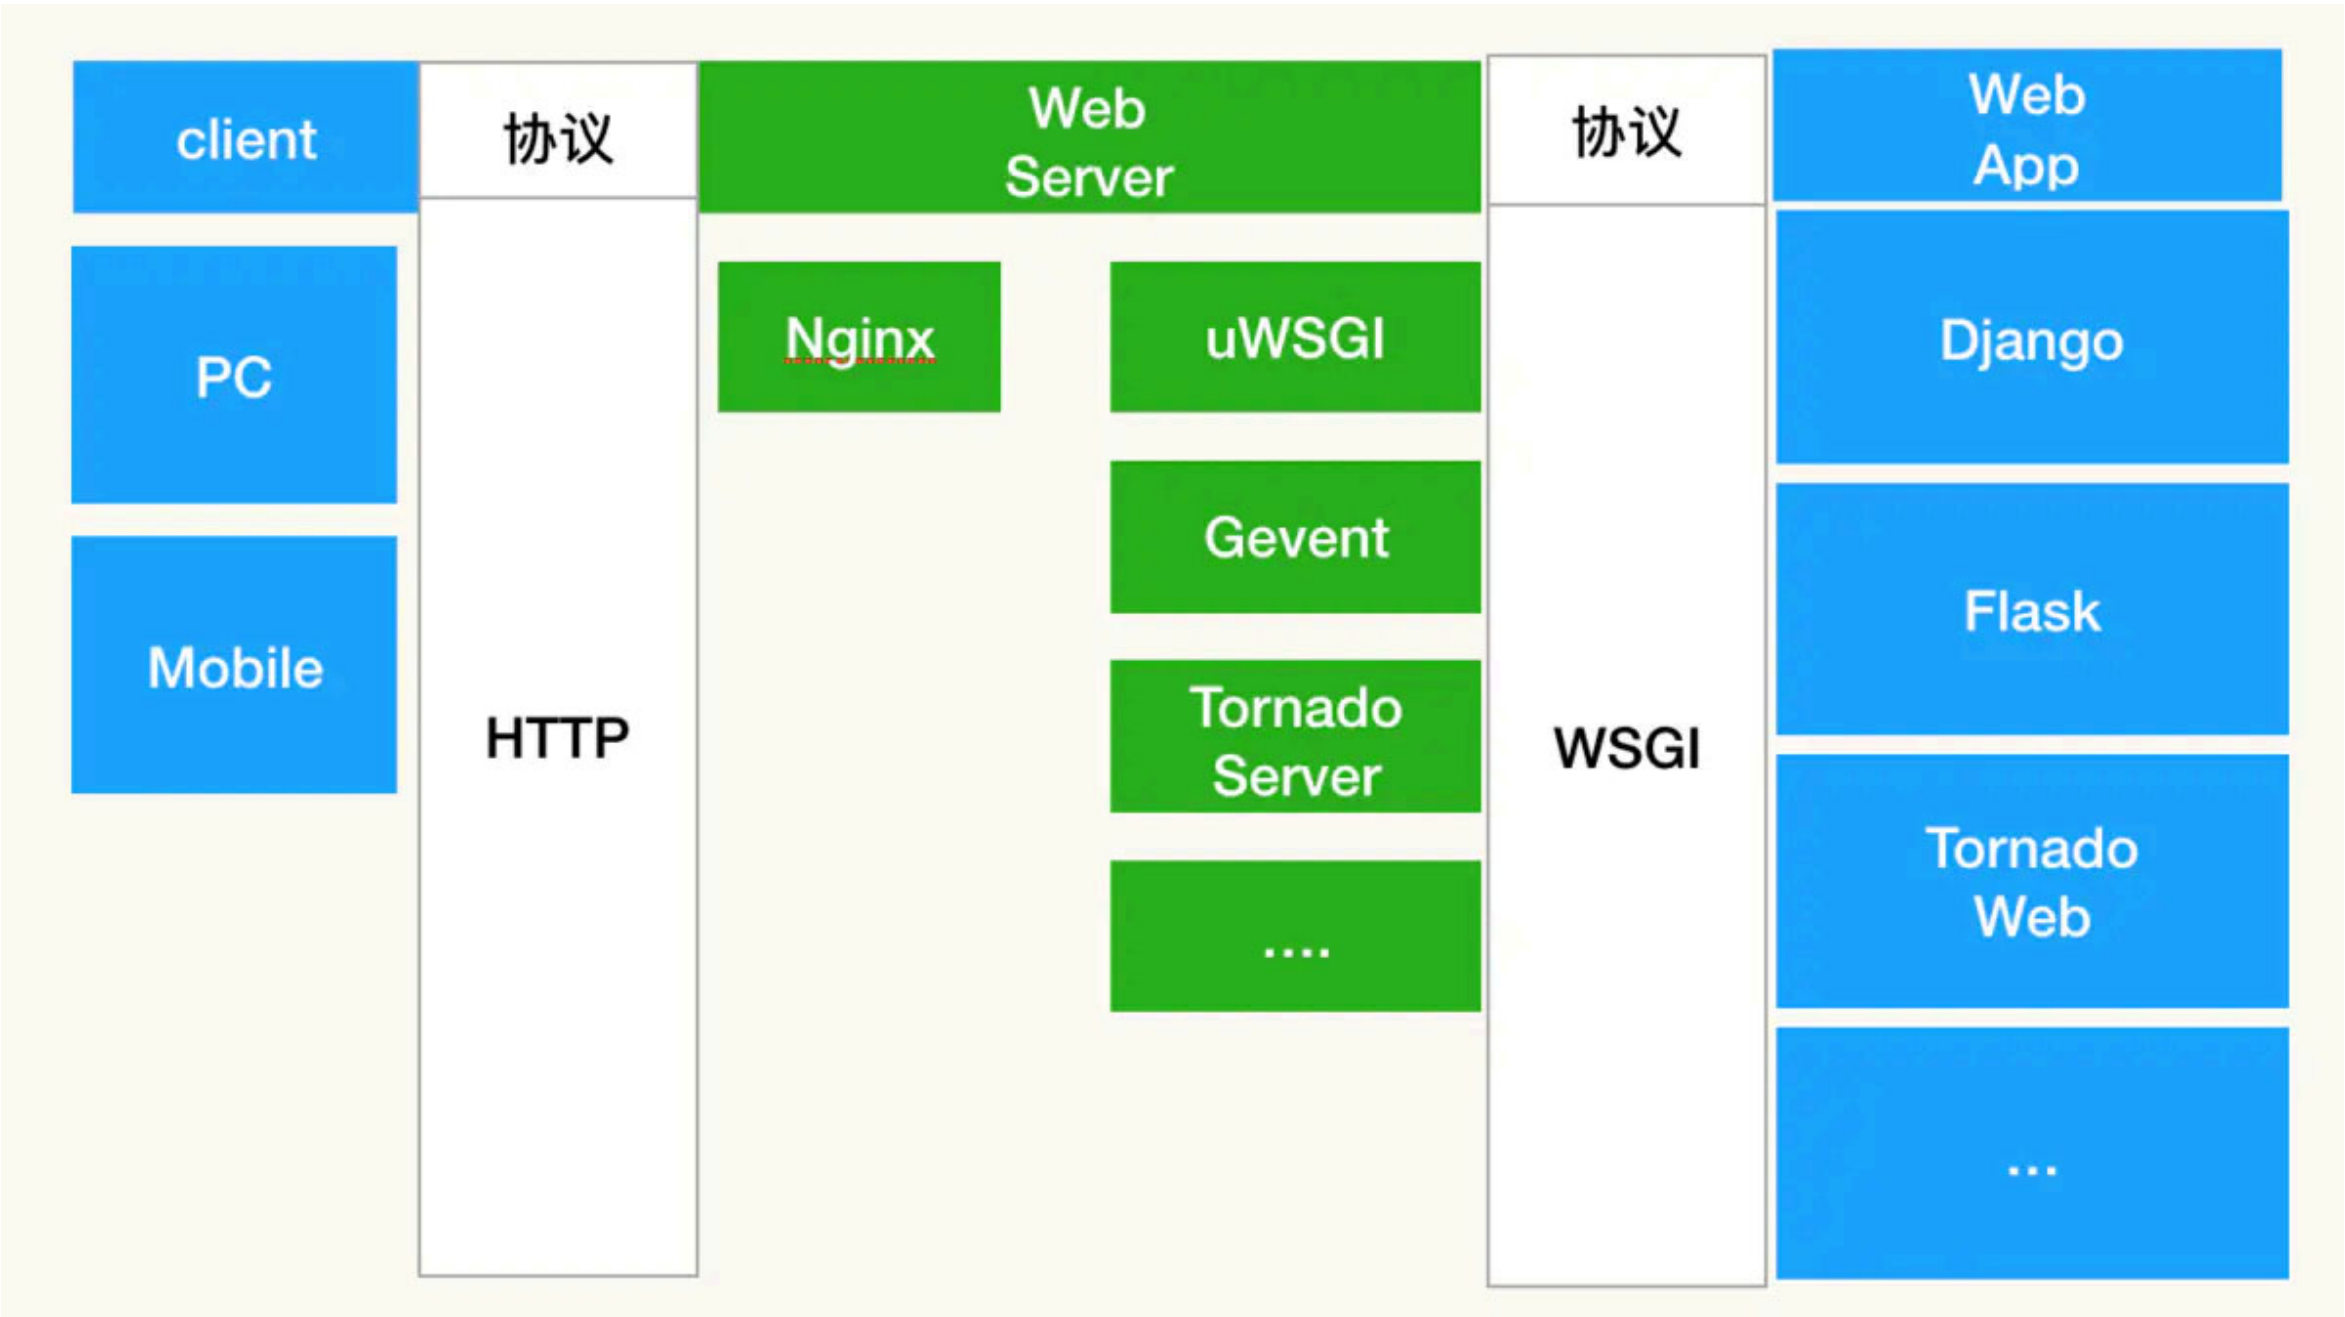 client
协议
Web
Server
协议
Web
App
PC
Mobile
HTTP
Nginx
uWSGI
Gevent
Tornado
Server
....
WSGI
Django
Flask
Tornado
Web
...